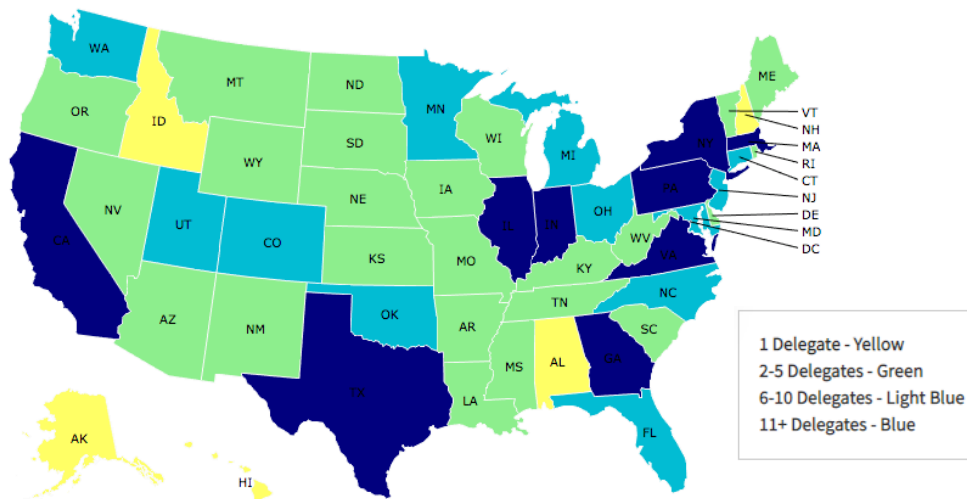 WA
MT
ND
MN
ME
OR
ID
SD
WI
MI
NY
VT
NH
MA
RI
CT
NJ
DE
MD
DC
WY
IA
NE
PA
NV
UT
CO
IL
IN
OH
WV
VA
CA
KS
MO
KY
NC
AZ
NM
OK
AR
TN
SC
TX
LA
MS
AL
GA
FL
AK
HI
1 Delegate - Yellow
2-5 Delegates - Green
6-10 Delegates - Light Blue
11+ Delegates - Blue